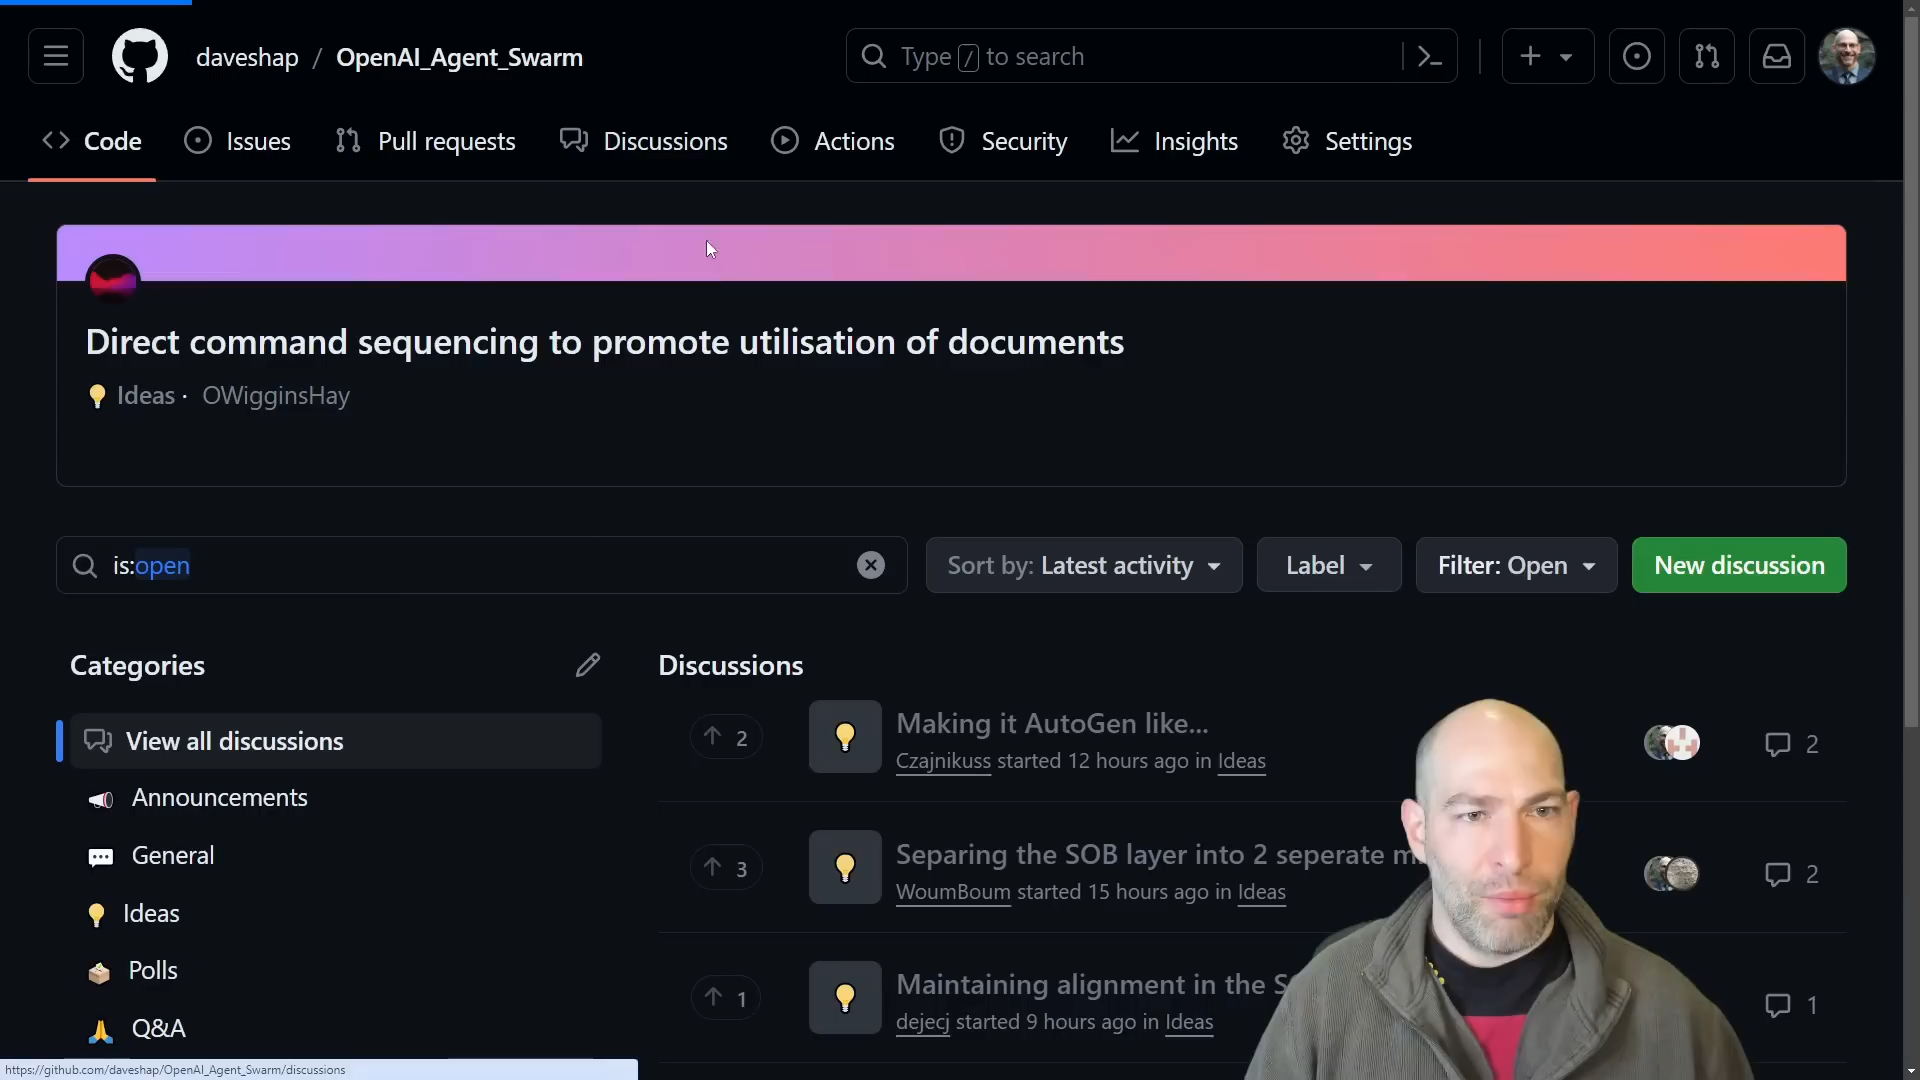 daveshap / OpenAI_Agent_Swarm
Type / to search
Code Issues Pull requests Discussions Actions Security Insights Settings
Direct command sequencing to promote utilisation of documents
Ideas · OWigginsHay
is:open
Sort by: Latest activity
Label
Filter: Open
New discussion
Categories
View all discussions
Announcements
General
Ideas
Polls
Q&A
Discussions
2
Making it AutoGen like...
Czajnikuss started 12 hours ago in Ideas
2
3
Separing the SOB layer into 2 seperate
WoumBoum started 15 hours ago in Ideas
2
1
Maintaining alignment in the
dejecj started 9 hours ago in Ideas
1
https://github.com/daveshap/OpenAI_Agent_Swarm/discussions